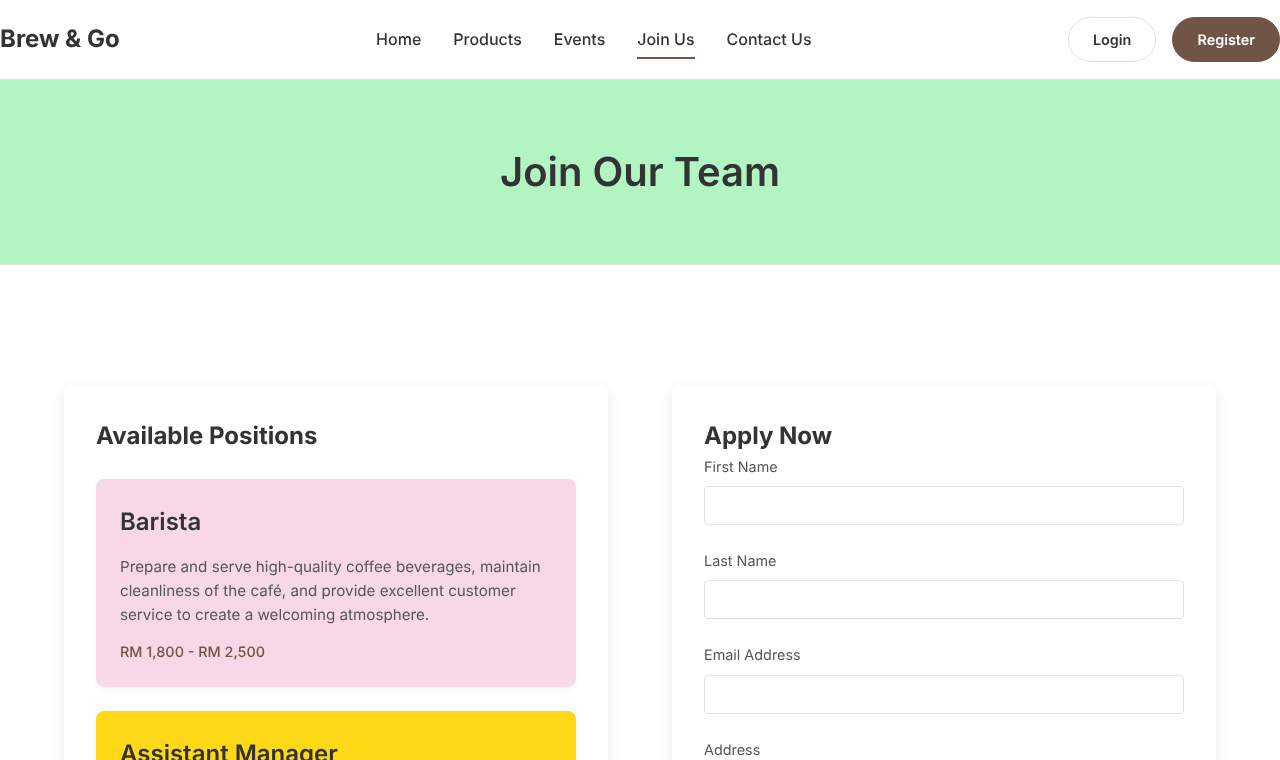 Brew & Go
Home
Products
Events
Join Us
Contact Us
Login
Register
Join Our Team
Available Positions
Barista
Prepare and serve high-quality coffee beverages, maintain
cleanliness of the café, and provide excellent customer
service to create a welcoming atmosphere.
RM 1,800 - RM 2,500
Assistant Manager
Apply Now
First Name
Last Name
Email Address
Address